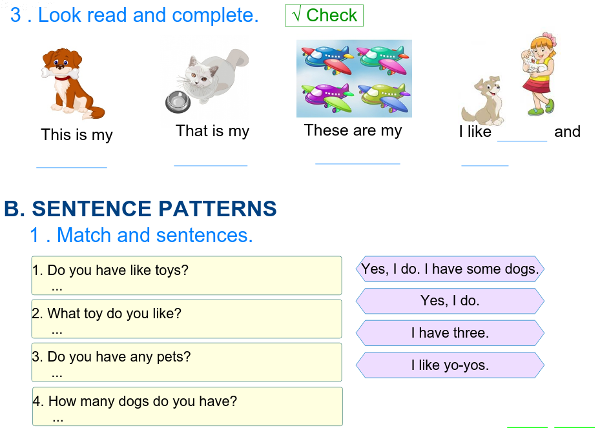 3 . Look read and complete.
√ Check
This is my
That is my
These are my
I like ______ and
B. SENTENCE PATTERNS
1 . Match and sentences.
1. Do you have like toys?
...
Yes, I do. I have some dogs.
2. What toy do you like?
...
Yes, I do.
3. Do you have any pets?
...
I have three.
4. How many dogs do you have?
...
I like yo-yos.